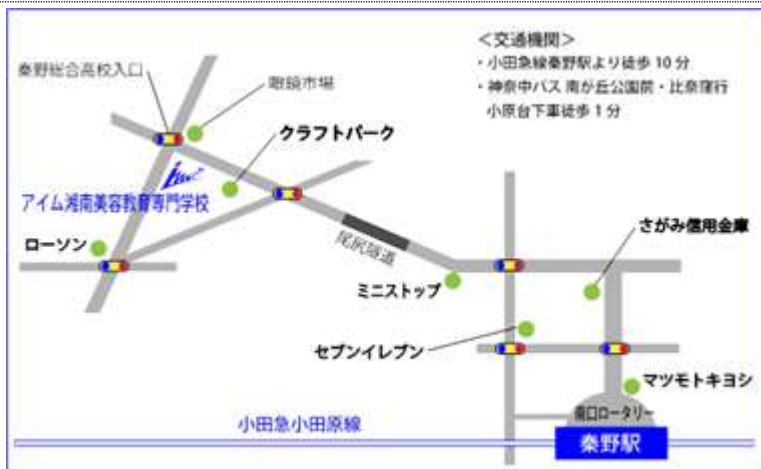 ＜交通機関＞
・小田急線秦野駅より徒歩 10 分
・神奈中バス 南が丘公園前・比奈窪行
小原台下車徒歩 1 分
秦野総合高校入口
眼鏡市場
クラフトパーク
アイム湘南美容教育専門学校
ローソン
尾尻隧道
さがみ信用金庫
ミニストップ
セブンイレブン
マツモトキヨシ
南口ロータリー
小田急小田原線
秦野駅